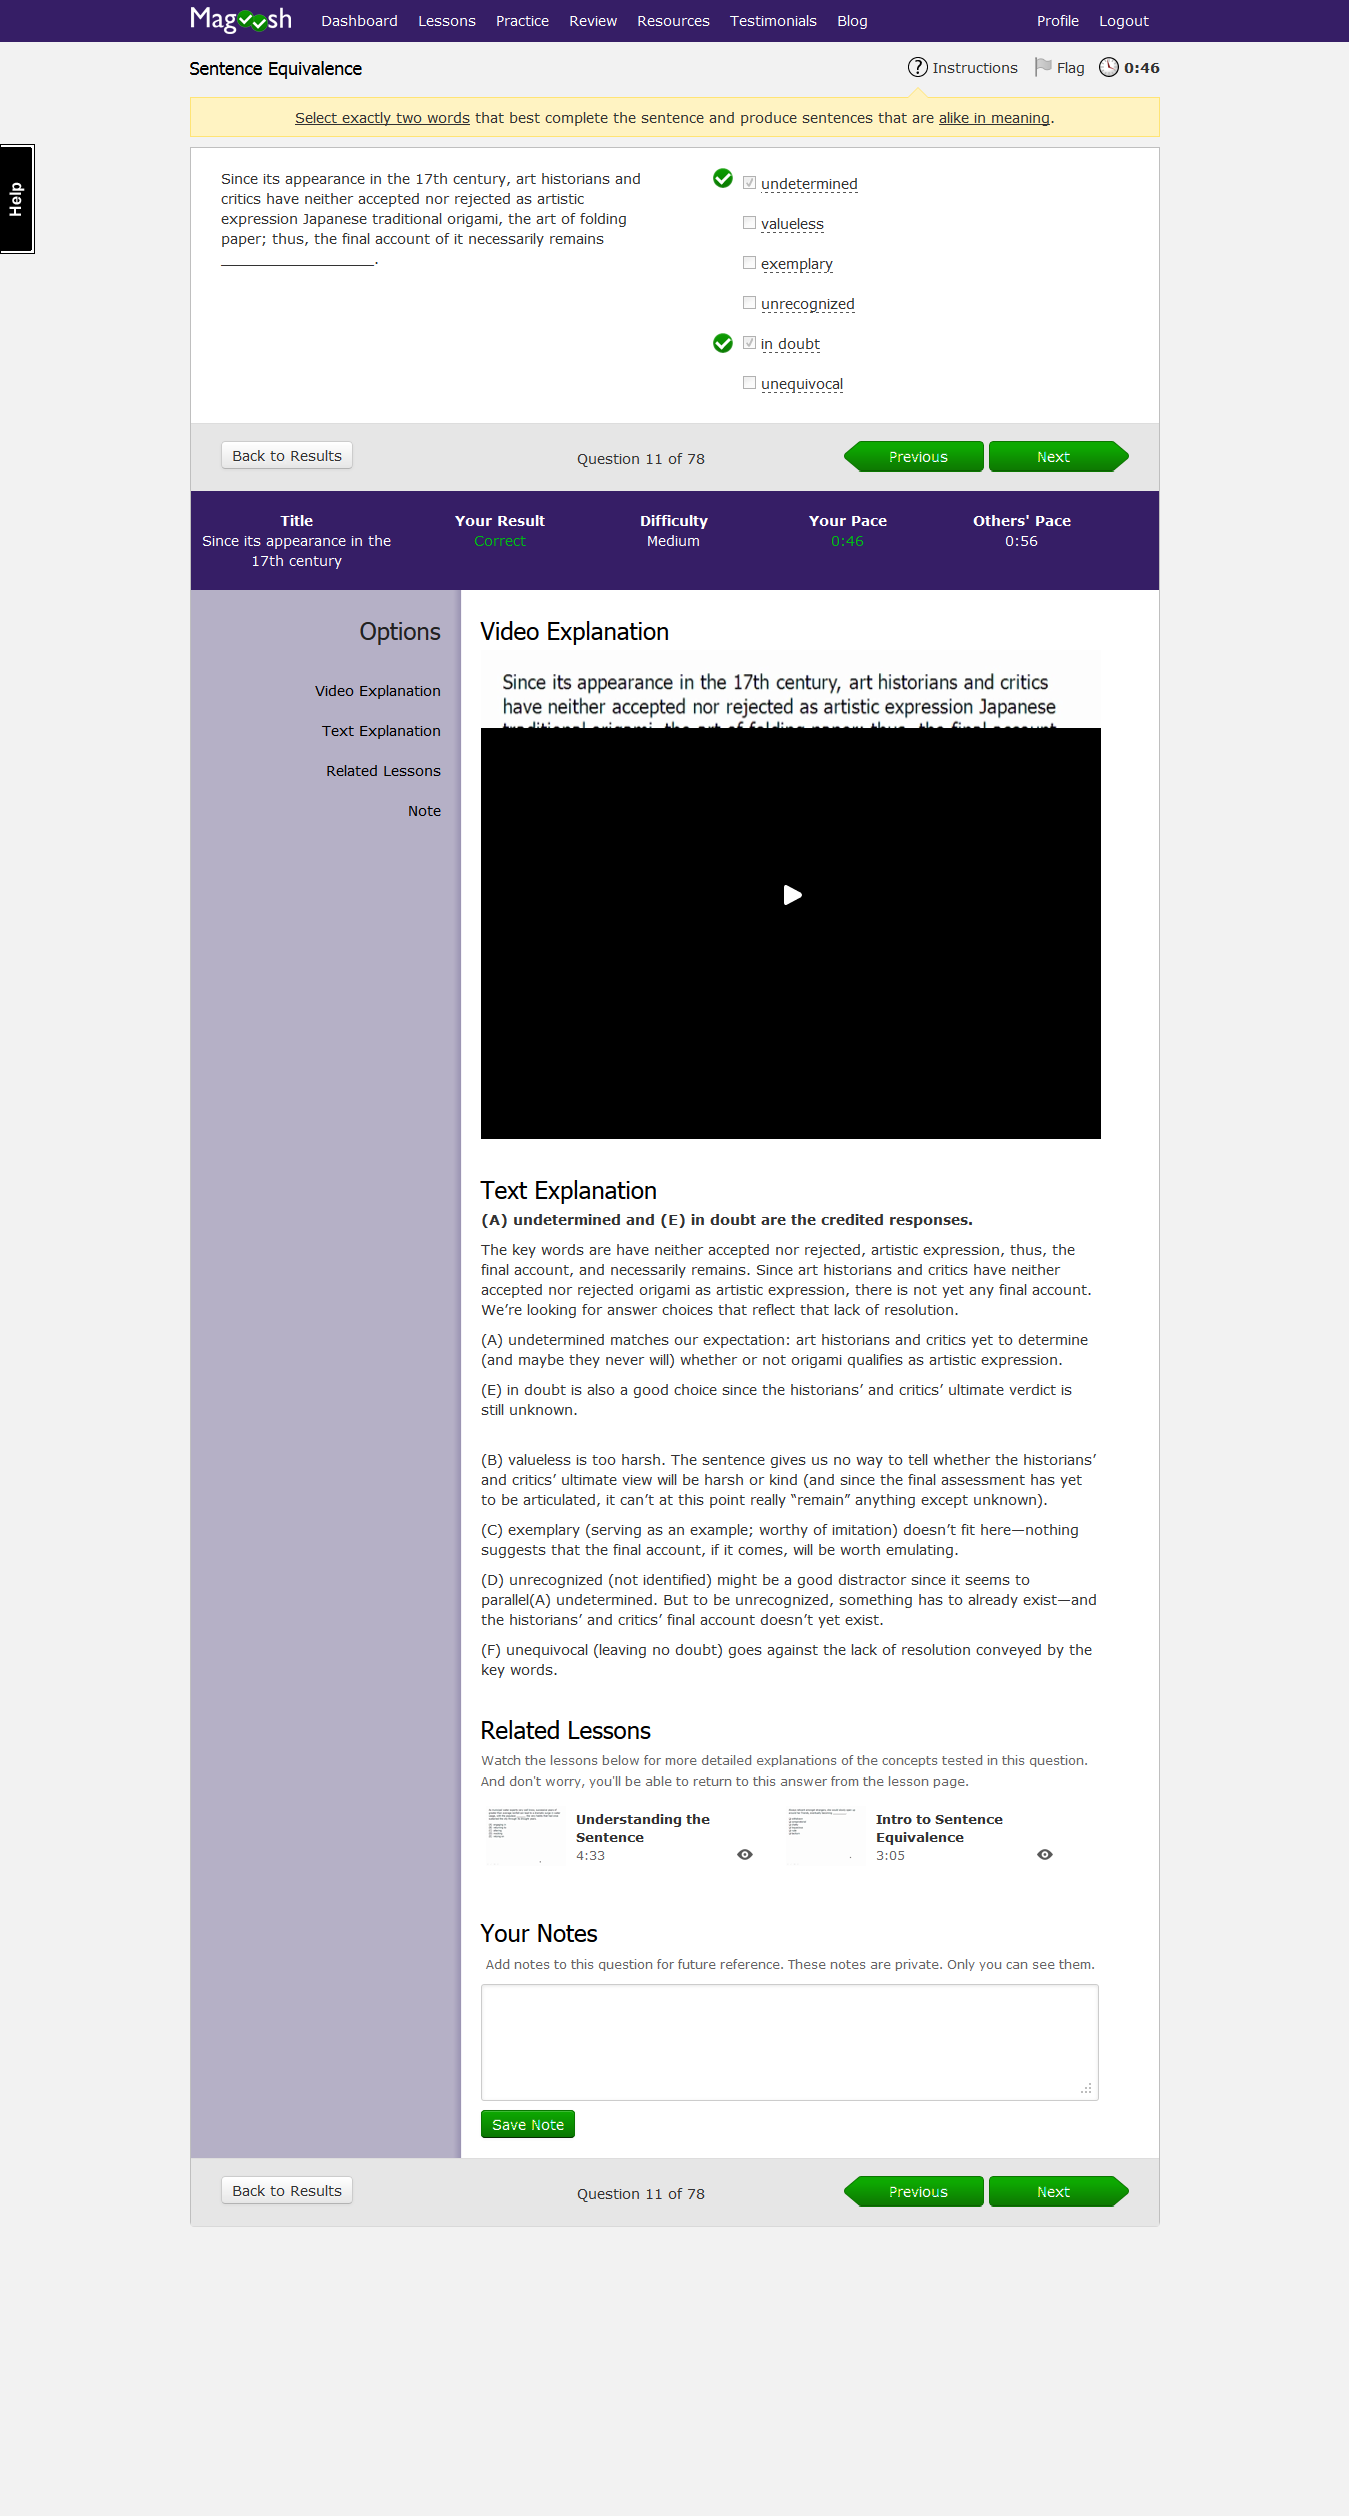 Magoosh Dashboard Lessons Practice Review Resources Testimonials Blog Profile Logout
Sentence Equivalence
? Instructions Flag 0:46
Select exactly two words that best complete the sentence and produce sentences that are alike in meaning.
Help
Since its appearance in the 17th century, art historians and
critics have neither accepted nor rejected as artistic
expression Japanese traditional origami, the art of folding
paper; thus, the final account of it necessarily remains
__________________.
undetermined
valueless
exemplary
unrecognized
in doubt
unequivocal
Back to Results
Question 11 of 78
Previous
Next
Title
Since its appearance in the
17th century
Your Result
Correct
Difficulty
Medium
Your Pace
0:46
Others' Pace
0:56
Options
Video Explanation
Text Explanation
Related Lessons
Note
Video Explanation
Since its appearance in the 17th century, art historians and critics
have neither accepted nor rejected as artistic expression Japanese
traditional origami, the art of folding paper; thus, the final account
Text Explanation
(A) undetermined and (E) in doubt are the credited responses.
The key words are have neither accepted nor rejected, artistic expression, thus, the
final account, and necessarily remains. Since art historians and critics have neither
accepted nor rejected origami as artistic expression, there is not yet any final account.
We’re looking for answer choices that reflect that lack of resolution.
(A) undetermined matches our expectation: art historians and critics yet to determine
(and maybe they never will) whether or not origami qualifies as artistic expression.
(E) in doubt is also a good choice since the historians’ and critics’ ultimate verdict is
still unknown.
(B) valueless is too harsh. The sentence gives us no way to tell whether the historians’
and critics’ ultimate view will be harsh or kind (and since the final assessment has yet
to be articulated, it can’t at this point really “remain” anything except unknown).
(C) exemplary (serving as an example; worthy of imitation) doesn’t fit here—nothing
suggests that the final account, if it comes, will be worth emulating.
(D) unrecognized (not identified) might be a good distractor since it seems to
parallel(A) undetermined. But to be unrecognized, something has to already exist—and
the historians’ and critics’ final account doesn’t yet exist.
(F) unequivocal (leaving no doubt) goes against the lack of resolution conveyed by the
key words.
Related Lessons
Watch the lessons below for more detailed explanations of the concepts tested in this question.
And don't worry, you'll be able to return to this answer from the lesson page.
Understanding the
Sentence
4:33
Intro to Sentence
Equivalence
3:05
Your Notes
Add notes to this question for future reference. These notes are private. Only you can see them.
Save Note
Back to Results
Question 11 of 78
Previous
Next